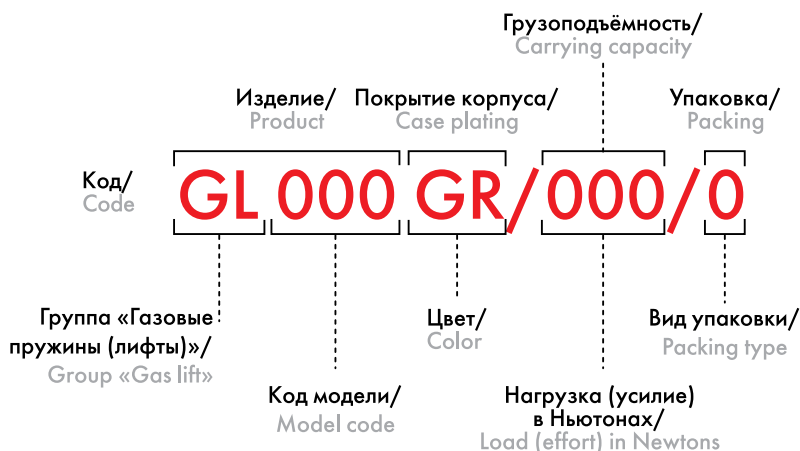 Грузоподъёмность/
Carrying capacity
Изделие/
Product
Покрытие корпуса/
Case plating
Упаковка/
Packing
Код/
Code
GL 000 GR/000/0
Группа «Газовые
пружины (лифты)»/
Group «Gas lift»
Код модели/
Model code
Цвет/
Color
Нагрузка (усилие)
в Ньютонах/
Load (effort) in Newtons
Вид упаковки/
Packing type